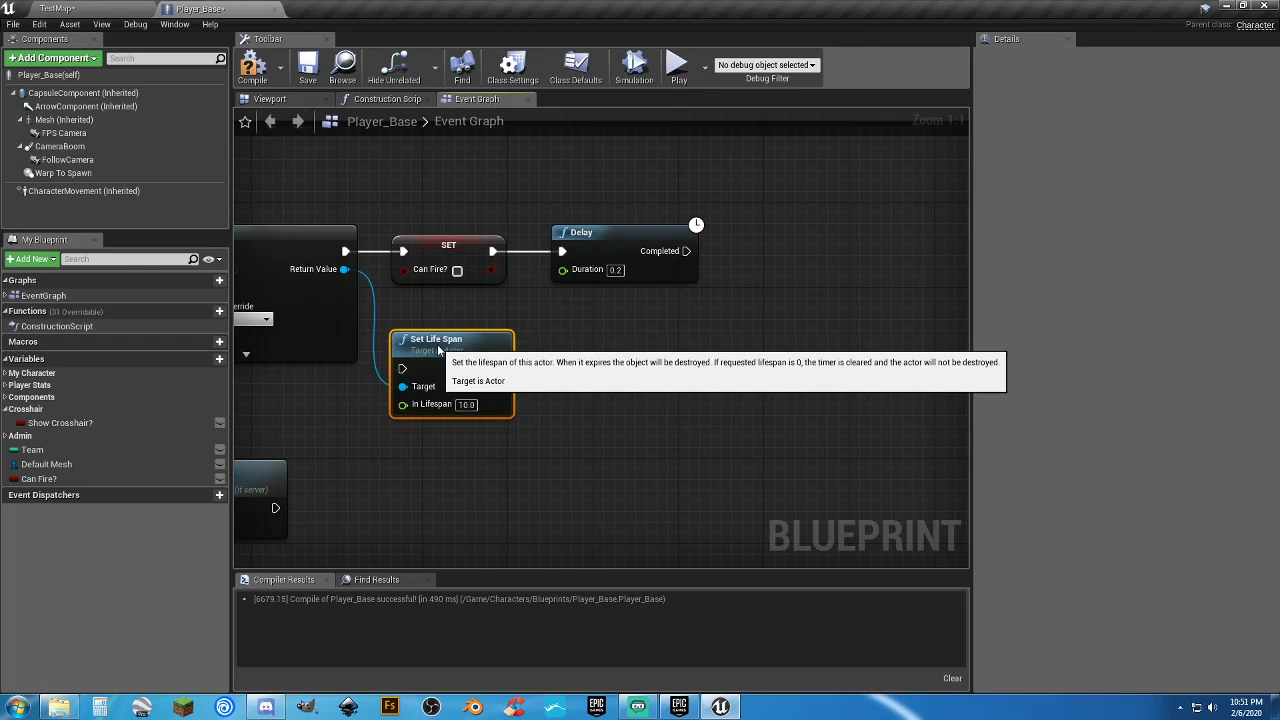 TestMap*
Player_Base*
File Edit Asset View Debug Window Help
Parent class: Character
Components
Toolbar
Details
+ Add Component
Search
Player_Base(self)
CapsuleComponent (Inherited)
ArrowComponent (Inherited)
Mesh (Inherited)
FPS Camera
CameraBoom
FollowCamera
Warp To Spawn
CharacterMovement (Inherited)
Compile
Save
Browse
Hide Unrelated
Find
Class Settings
Class Defaults
Simulation
Play
No debug object selected
Debug Filter
Viewport
Construction Scrip
Event Graph
Player_Base > Event Graph
Zoom 1:1
My Blueprint
+ Add New
Search
Graphs
EventGraph
Functions (31 Overridable)
ConstructionScript
Macros
Variables
My Character
Player Stats
Components
Crosshair
Show Crosshair?
Admin
Team
Default Mesh
Can Fire?
Event Dispatchers
Return Value
erride
SET
Can Fire?
f Delay
Completed
Duration 0.2
f Set Life Span
Target
Set the lifespan of this actor. When it expires the object will be destroyed. If requested lifespan is 0, the timer is cleared and the actor will not be destroyed.
Target is Actor
Target
In Lifespan 10.0
(if server)
BLUEPRINT
Compiler Results
Find Results
[6679.15] Compile of Player_Base successful! [in 490 ms] (/Game/Characters/Blueprints/Player_Base.Player_Base)
Clear
Pro
Fs
EPIC GAMES
EPIC GAMES
10:51 PM
2/6/2020